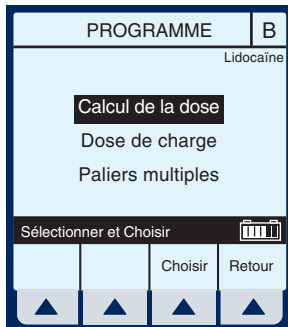 PROGRAMME B
Lidocaïne
Calcul de la dose
Dose de charge
Paliers multiples
Sélectionner et Choisir
Choisir Retour